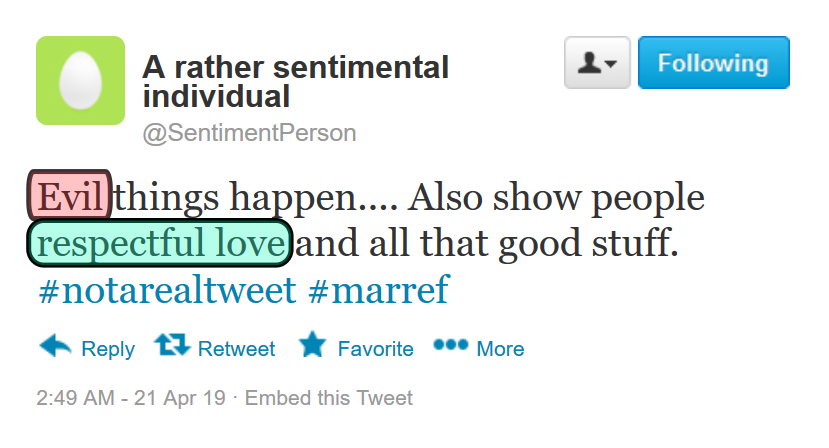 A rather sentimental
individual
@SentimentPerson
Following
Evil things happen.... Also show people
respectful love and all that good stuff.
#notarealtweet #marref
Reply Retweet Favorite More
2:49 AM - 21 Apr 19 · Embed this Tweet